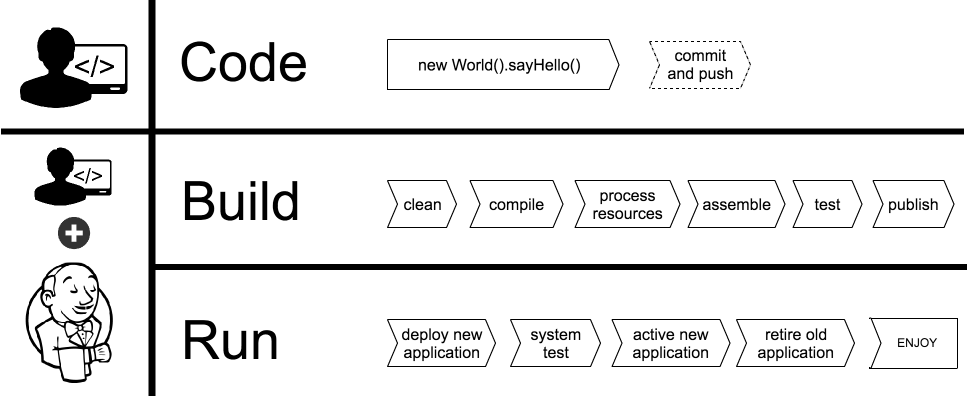 </>
Code
new World().sayHello()
commit
and push
</>
Build
clean
compile
process
resources
assemble
test
publish
Run
deploy new
application
system
test
active new
application
retire old
application
ENJOY